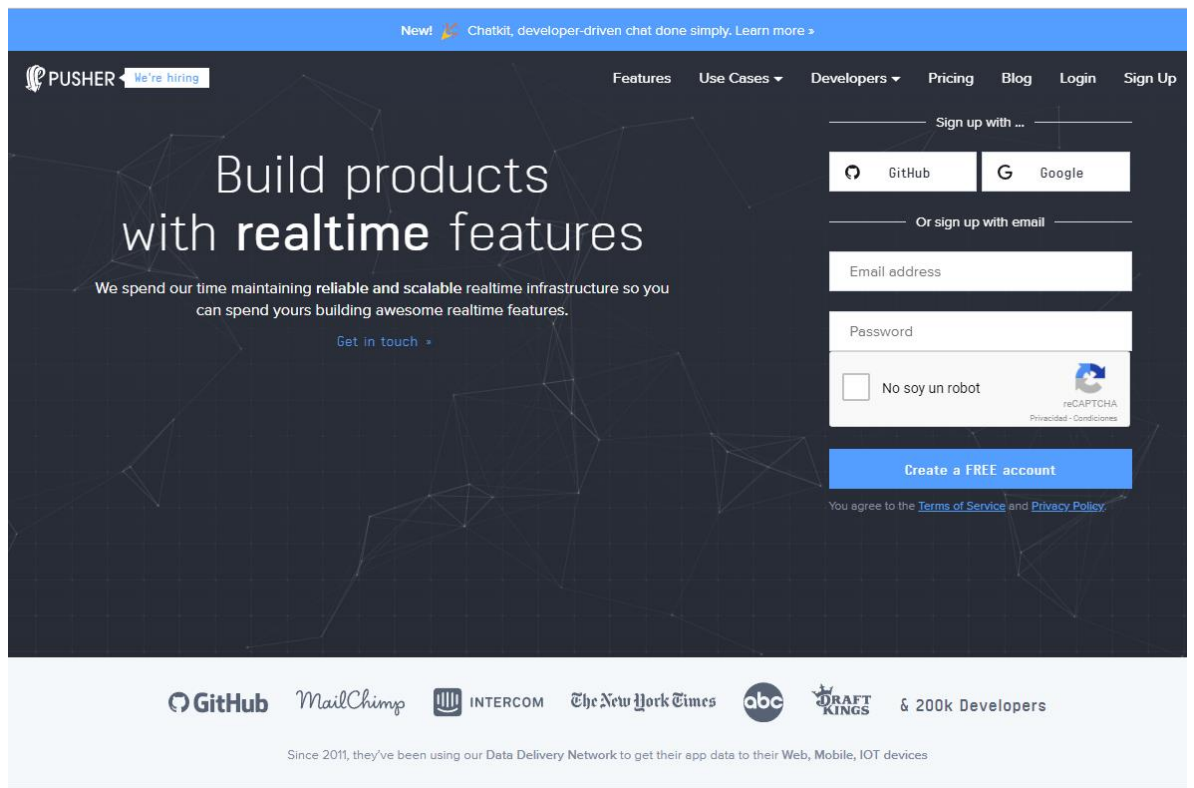 New! Chatkit, developer-driven chat done simply. Learn more »
PUSHER We're hiring Features Use Cases Developers Pricing Blog Login Sign Up
Build products
with realtime features
We spend our time maintaining reliable and scalable realtime infrastructure so you
can spend yours building awesome realtime features.
Get in touch »
Sign up with ...
GitHub Google
Or sign up with email
Email address
Password
No soy un robot
reCAPTCHA
Privacidad - Condiciones
Create a FREE account
You agree to the Terms of Service and Privacy Policy.
GitHub MailChimp INTERCOM The New York Times abc DRAFT KINGS & 200k Developers
Since 2011, they've been using our Data Delivery Network to get their app data to their Web, Mobile, IOT devices